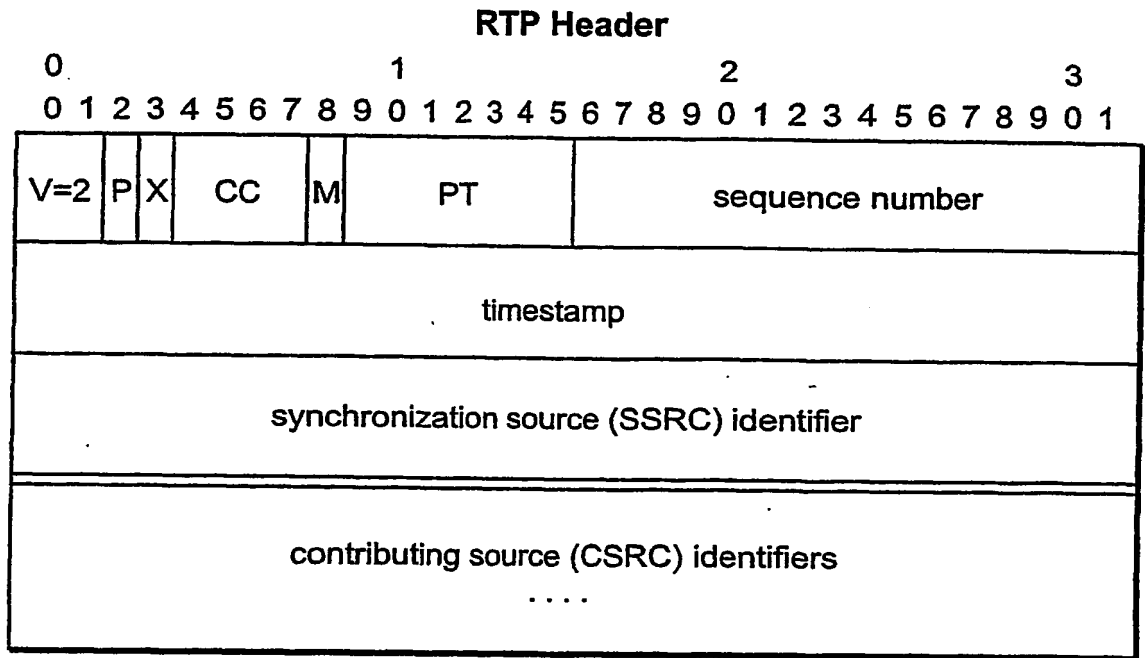 RTP Header
0 1 2 3
0 1 2 3 4 5 6 7 8 9 0 1 2 3 4 5 6 7 8 9 0 1 2 3 4 5 6 7 8 9 0 1
V=2 P X CC M PT sequence number
timestamp
synchronization source (SSRC) identifier
contributing source (CSRC) identifiers
. . . .